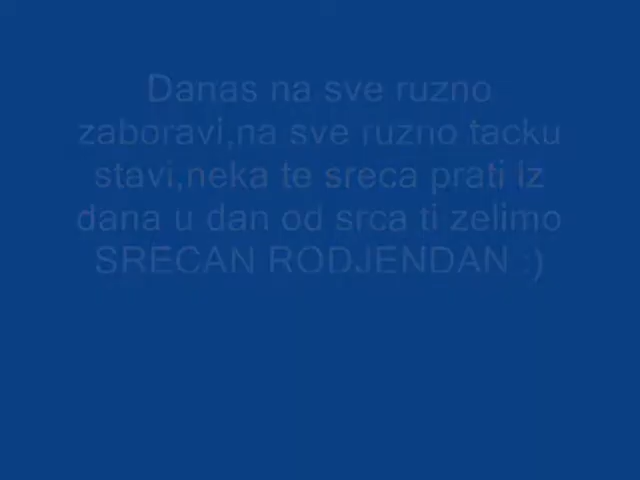 Danas na sve ruzno
zaboravi,na sve ruzno tacku
stavi,neka te sreca prati Iz
dana u dan od srca ti zelimo
SRECAN RODJENDAN :)